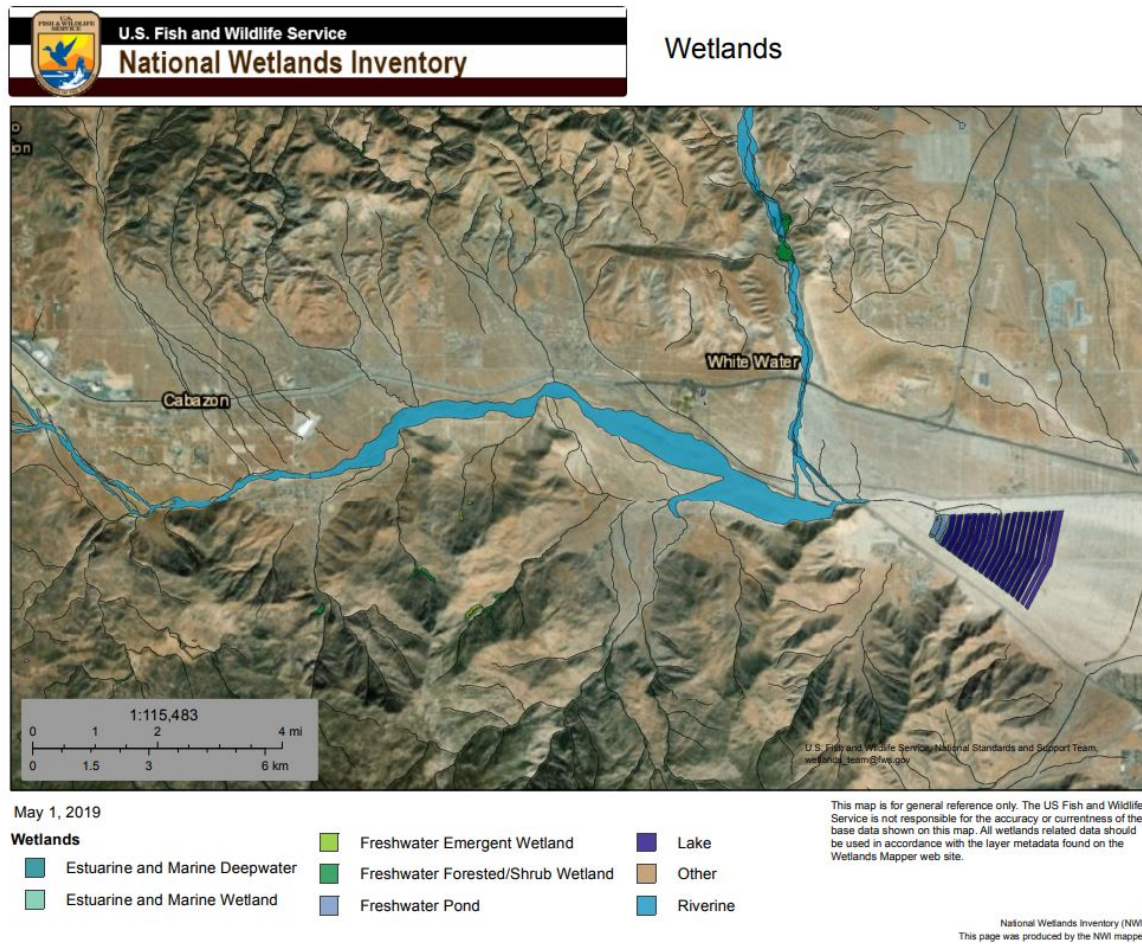 U.S.
FISH & WILDLIFE
SERVICE
U.S. Fish and Wildlife Service
National Wetlands Inventory
Wetlands
Cabazon
White Water
1:115,483
0 1 2 4 mi
0 1.5 3 6 km
U.S. Fish and Wildlife Service, National Standards and Support Team,
wetlands_team@fws.gov
May 1, 2019
Wetlands
Estuarine and Marine Deepwater
Estuarine and Marine Wetland
Freshwater Emergent Wetland
Freshwater Forested/Shrub Wetland
Freshwater Pond
Lake
Other
Riverine
This map is for general reference only. The US Fish and Wildlife
Service is not responsible for the accuracy or currentness of the
base data shown on this map. All wetlands related data should
be used in accordance with the layer metadata found on the
Wetlands Mapper web site.
National Wetlands Inventory (NWI
This page was produced by the NWI mappe